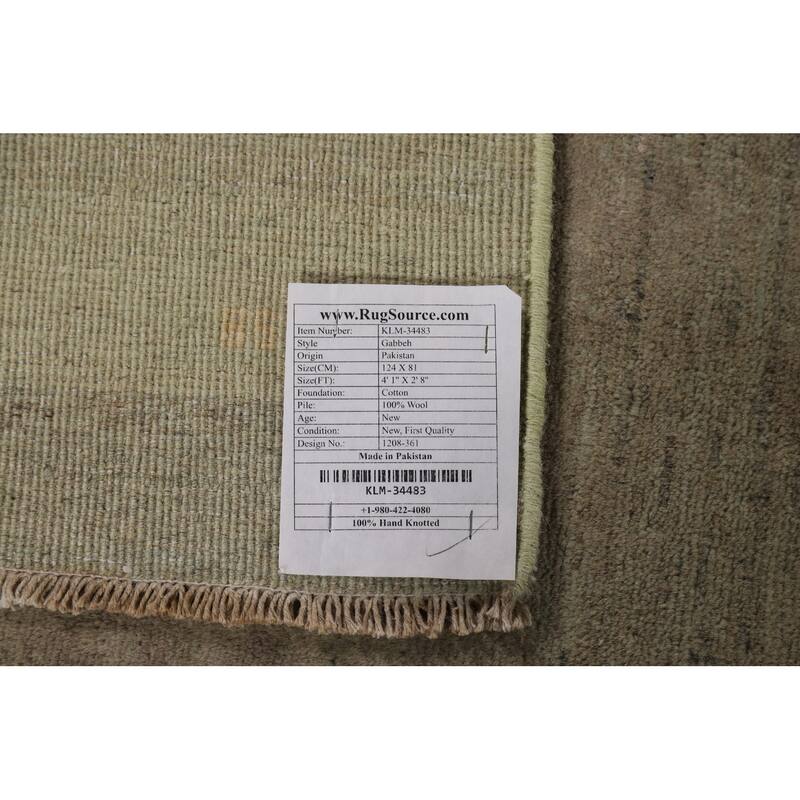 www.RugSource.com
Item Number: KLM-34483
Style Gabbeh
Origin Pakistan
Size(CM): 124 X 81
Size(FT): 4' 1" X 2' 8"
Foundation: Cotton
Pile: 100% Wool
Age: New
Condition: New, First Quality
Design No.: 1208-361
Made in Pakistan
KLM-34483
+1-980-422-4080
100% Hand Knotted